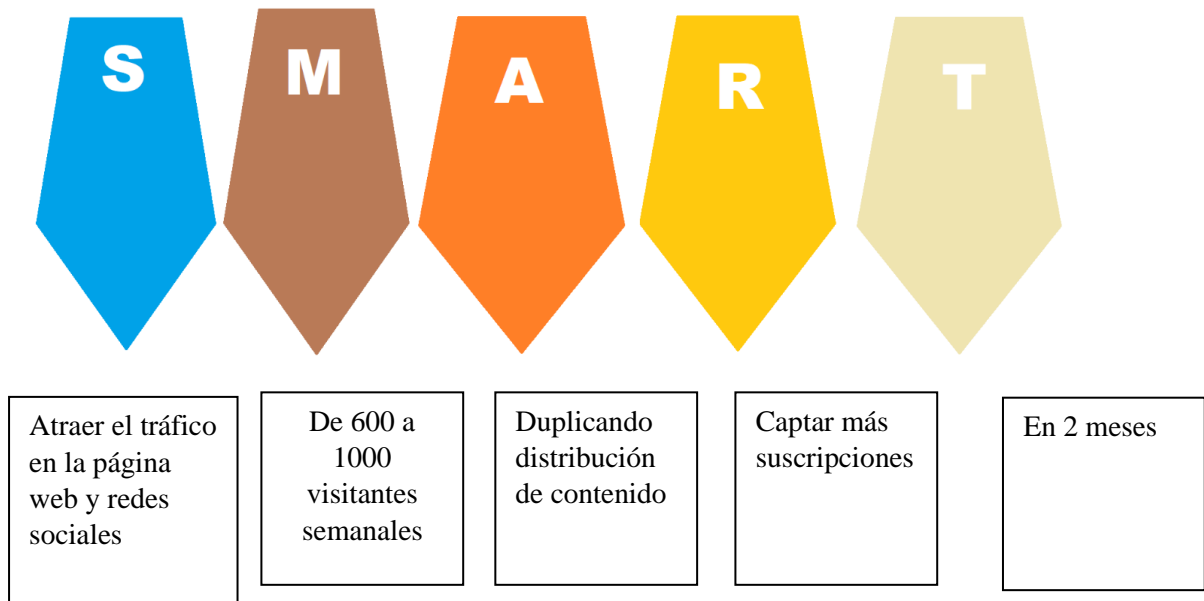 S
M
A
R
T
Atraer el tráfico
en la página
web y redes
sociales
De 600 a
1000
visitantes
semanales
Duplicando
distribución
de contenido
Captar más
suscripciones
En 2 meses